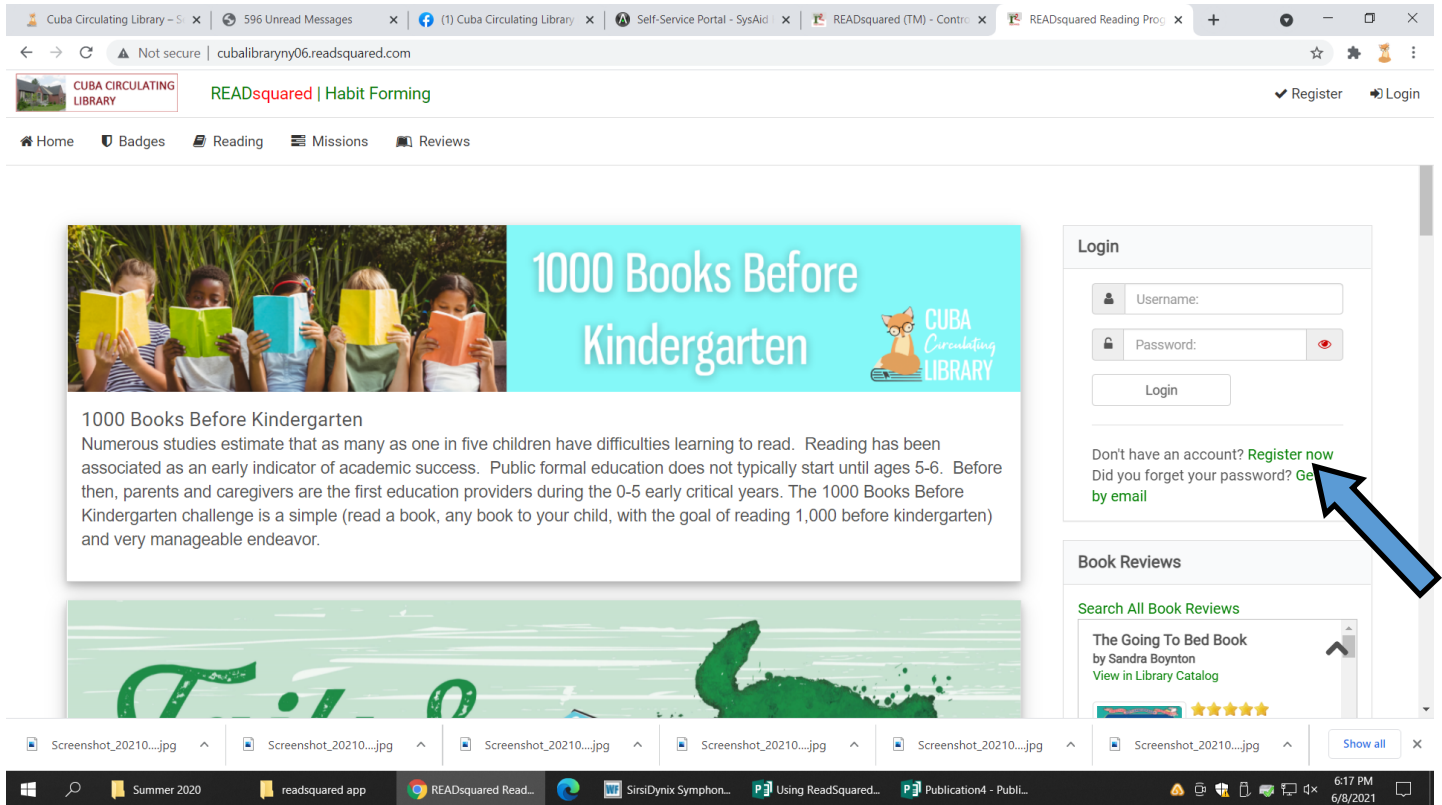 Cuba Circulating Library – S
596 Unread Messages
(1) Cuba Circulating Library
Self-Service Portal - SysAid
READsquared (TM) - Contro
READsquared Reading Prog
Not secure | cubalibraryny06.readsquared.com
CUBA CIRCULATING
LIBRARY
READsquared | Habit Forming
Register
Login
Home
Badges
Reading
Missions
Reviews
1000 Books Before
Kindergarten
CUBA
Circulating
LIBRARY
1000 Books Before Kindergarten
Numerous studies estimate that as many as one in five children have difficulties learning to read. Reading has been
associated as an early indicator of academic success. Public formal education does not typically start until ages 5-6. Before
then, parents and caregivers are the first education providers during the 0-5 early critical years. The 1000 Books Before
Kindergarten challenge is a simple (read a book, any book to your child, with the goal of reading 1,000 before kindergarten)
and very manageable endeavor.
Login
Username:
Password:
Login
Don't have an account? Register now
Did you forget your password? Ge
by email
Book Reviews
Search All Book Reviews
The Going To Bed Book
by Sandra Boynton
View in Library Catalog
Screenshot_20210....jpg
Screenshot_20210....jpg
Screenshot_20210....jpg
Screenshot_20210....jpg
Screenshot_20210....jpg
Screenshot_20210....jpg
Show all
Summer 2020
readsquared app
READsquared Read...
SirsiDynix Symphon...
Using ReadSquared...
Publication4 - Publi...
6:17 PM
6/8/2021